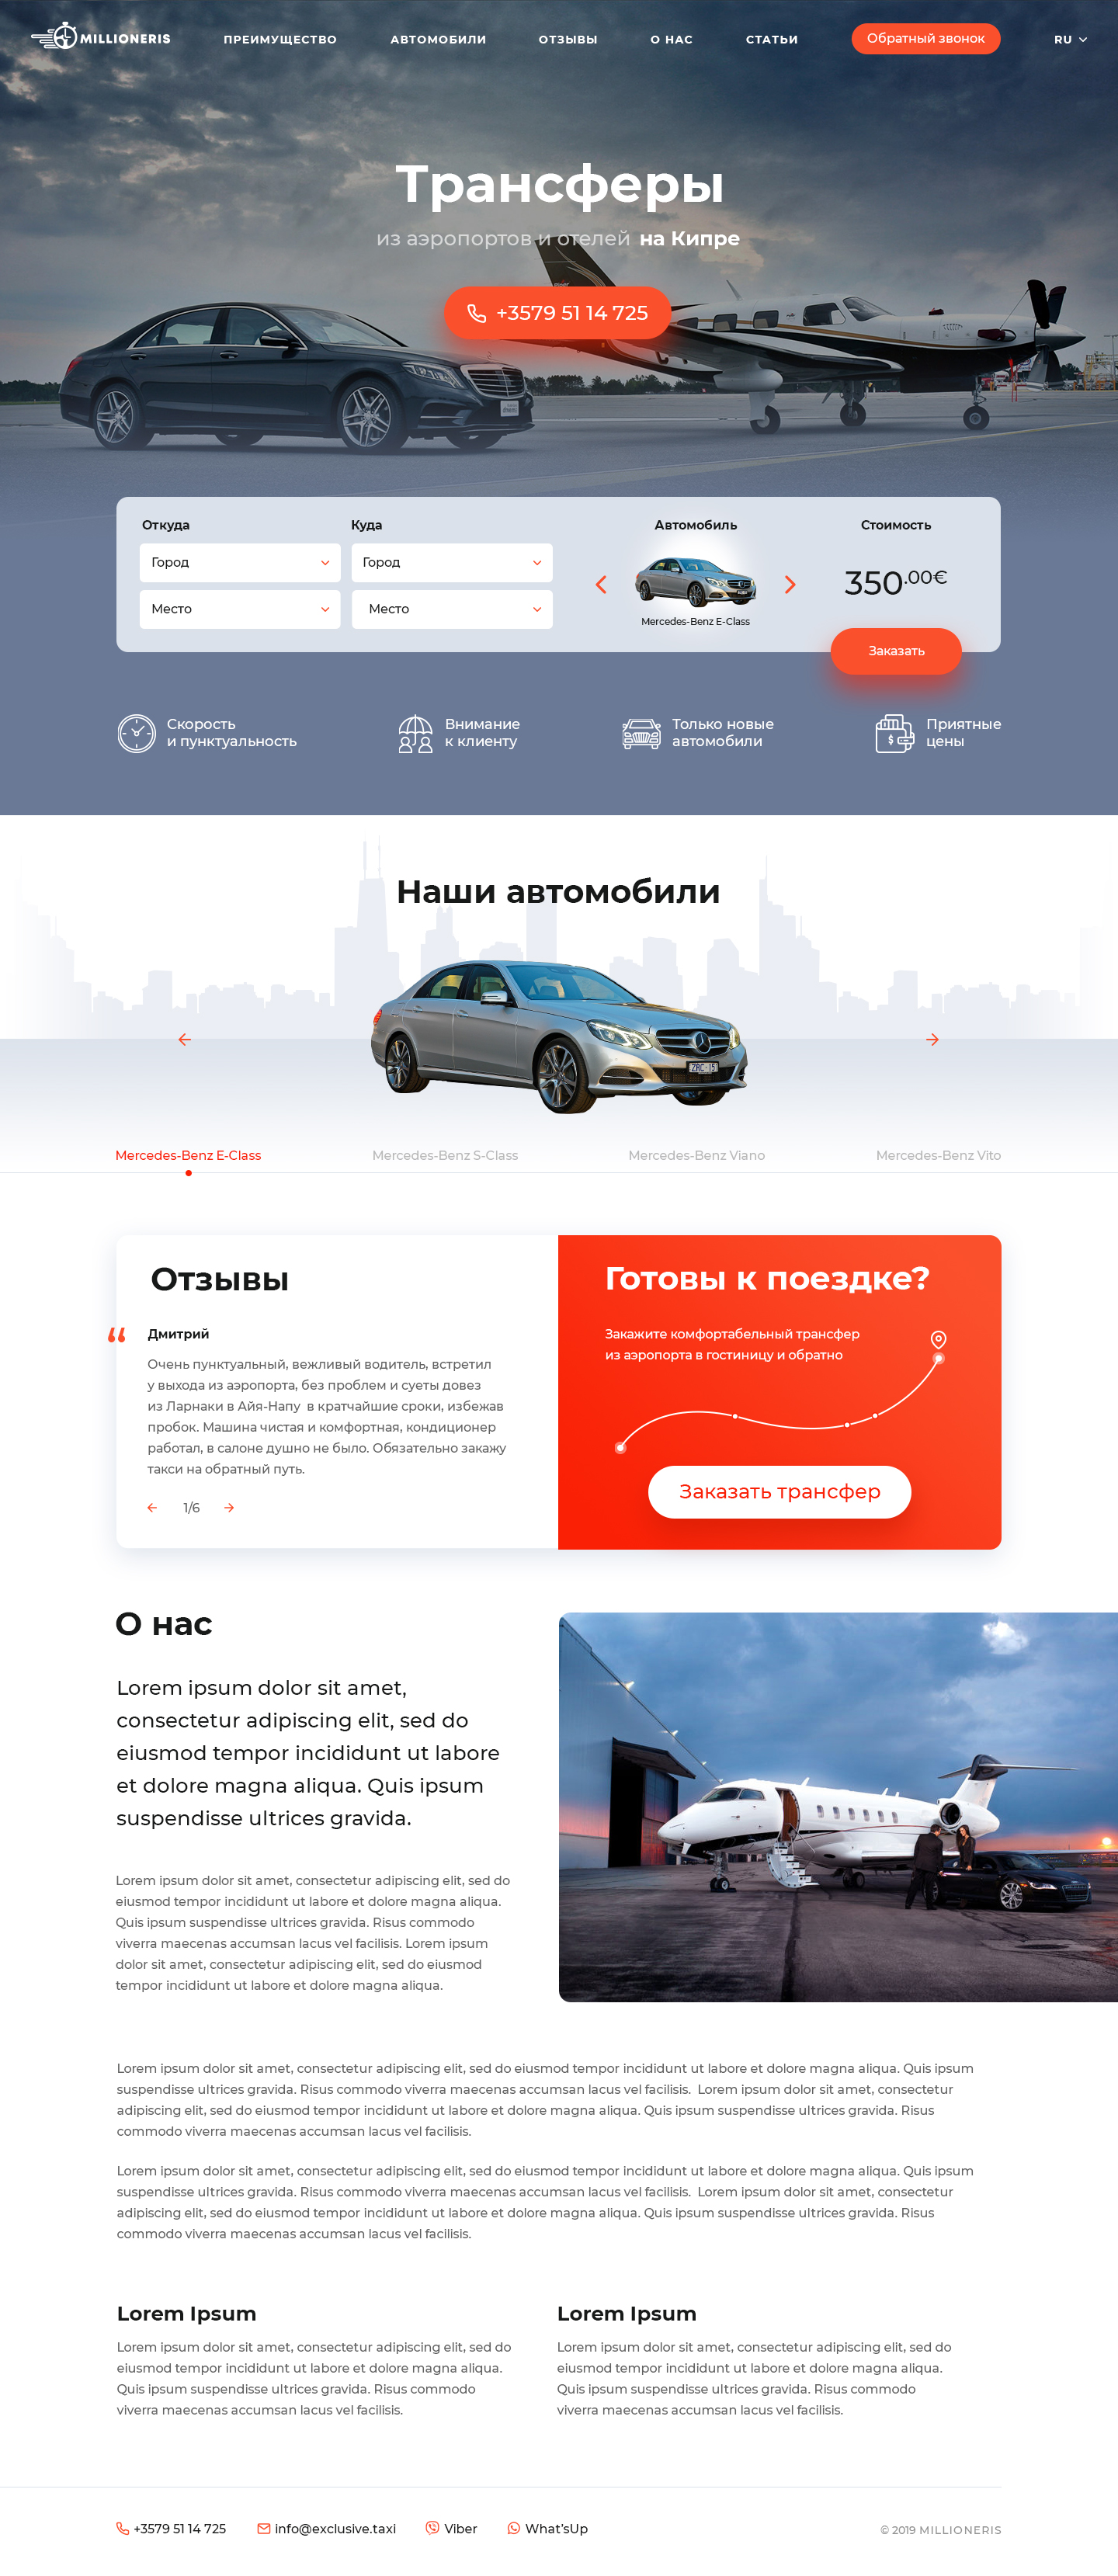 MILLIONERIS
ПРЕИМУЩЕСТВО
АВТОМОБИЛИ
ОТЗЫВЫ
О НАС
СТАТЬИ
Обратный звонок
RU
Трансферы
из аэропортов и отелей на Кипре
+3579 51 14 725
Откуда
Куда
Автомобиль
Стоимость
Город
Город
Место
Место
Mercedes-Benz E-Class
350.00€
Заказать
Скорость
и пунктуальность
Внимание
к клиенту
Только новые
автомобили
Приятные
цены
Наши автомобили
Mercedes-Benz E-Class
Mercedes-Benz S-Class
Mercedes-Benz Viano
Mercedes-Benz Vito
Отзывы
“
Дмитрий
Очень пунктуальный, вежливый водитель, встретил
у выхода из аэропорта, без проблем и суеты довез
из Ларнаки в Айя-Напу в кратчайшие сроки, избежав
пробок. Машина чистая и комфортная, кондиционер
работал, в салоне душно не было. Обязательно закажу
такси на обратный путь.
1/6
Готовы к поездке?
Закажите комфортабельный трансфер
из аэропорта в гостиницу и обратно
Заказать трансфер
О нас
Lorem ipsum dolor sit amet,
consectetur adipiscing elit, sed do
eiusmod tempor incididunt ut labore
et dolore magna aliqua. Quis ipsum
suspendisse ultrices gravida.
Lorem ipsum dolor sit amet, consectetur adipiscing elit, sed do
eiusmod tempor incididunt ut labore et dolore magna aliqua.
Quis ipsum suspendisse ultrices gravida. Risus commodo
viverra maecenas accumsan lacus vel facilisis. Lorem ipsum
dolor sit amet, consectetur adipiscing elit, sed do eiusmod
tempor incididunt ut labore et dolore magna aliqua.
Lorem ipsum dolor sit amet, consectetur adipiscing elit, sed do eiusmod tempor incididunt ut labore et dolore magna aliqua. Quis ipsum
suspendisse ultrices gravida. Risus commodo viverra maecenas accumsan lacus vel facilisis. Lorem ipsum dolor sit amet, consectetur
adipiscing elit, sed do eiusmod tempor incididunt ut labore et dolore magna aliqua. Quis ipsum suspendisse ultrices gravida. Risus
commodo viverra maecenas accumsan lacus vel facilisis.
Lorem ipsum dolor sit amet, consectetur adipiscing elit, sed do eiusmod tempor incididunt ut labore et dolore magna aliqua. Quis ipsum
suspendisse ultrices gravida. Risus commodo viverra maecenas accumsan lacus vel facilisis. Lorem ipsum dolor sit amet, consectetur
adipiscing elit, sed do eiusmod tempor incididunt ut labore et dolore magna aliqua. Quis ipsum suspendisse ultrices gravida. Risus
commodo viverra maecenas accumsan lacus vel facilisis.
Lorem Ipsum
Lorem ipsum dolor sit amet, consectetur adipiscing elit, sed do
eiusmod tempor incididunt ut labore et dolore magna aliqua.
Quis ipsum suspendisse ultrices gravida. Risus commodo
viverra maecenas accumsan lacus vel facilisis.
Lorem Ipsum
Lorem ipsum dolor sit amet, consectetur adipiscing elit, sed do
eiusmod tempor incididunt ut labore et dolore magna aliqua.
Quis ipsum suspendisse ultrices gravida. Risus commodo
viverra maecenas accumsan lacus vel facilisis.
+3579 51 14 725
info@exclusive.taxi
Viber
What’sUp
© 2019 MILLIONERIS